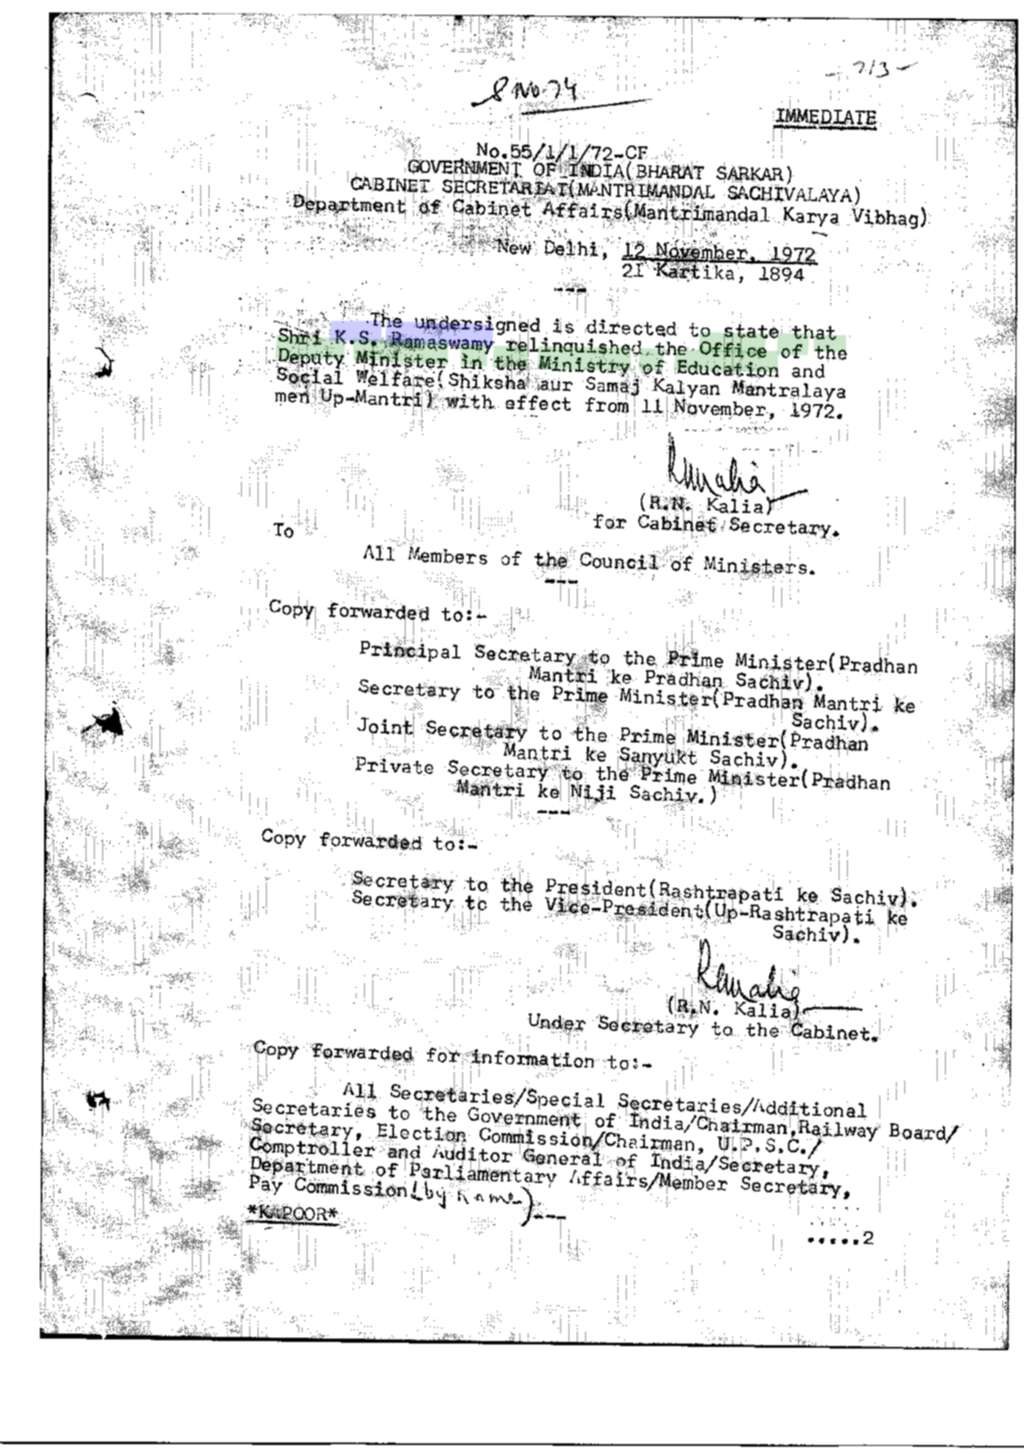 - 713 -
S No. 74
IMMEDIATE
No.55/1/1/72-CF
GOVERNMENT OF INDIA(BHARAT SARKAR)
CABINET SECRETARIAT(MANTRIMANDAL SACHIVALAYA)
Department of Cabinet Affairs(Mantrimandal Karya Vibhag)
New Delhi, 12 November, 1972
21 Kartika, 1894
---
The undersigned is directed to state that
Shri K.S. Ramaswamy relinquished the Office of the
Deputy Minister in the Ministry of Education and
Social Welfare(Shiksha aur Samaj Kalyan Mantralaya
men Up-Mantri) with effect from 11 November, 1972.
(R.N. Kalia)
for Cabinet Secretary.
To
All Members of the Council of Ministers.
---
Copy forwarded to:-
Principal Secretary to the Prime Minister(Pradhan
Mantri ke Pradhan Sachiv).
Secretary to the Prime Minister(Pradhan Mantri ke
Sachiv).
Joint Secretary to the Prime Minister(Pradhan
Mantri ke Sanyukt Sachiv).
Private Secretary to the Prime Minister(Pradhan
Mantri ke Niji Sachiv.)
---
Copy forwarded to:-
Secretary to the President(Rashtrapati ke Sachiv).
Secretary to the Vice-President(Up-Rashtrapati ke
Sachiv).
(R.N. Kalia)
Under Secretary to the Cabinet.
Copy forwarded for information to:-
All Secretaries/Special Secretaries/Additional
Secretaries to the Government of India/Chairman,Railway Board/
Secretary, Election Commission/Chairman, U.P.S.C./
Comptroller and Auditor General of India/Secretary,
Department of Parliamentary Affairs/Member Secretary,
Pay Commission(by name)---
*KAPOOR*
.....2